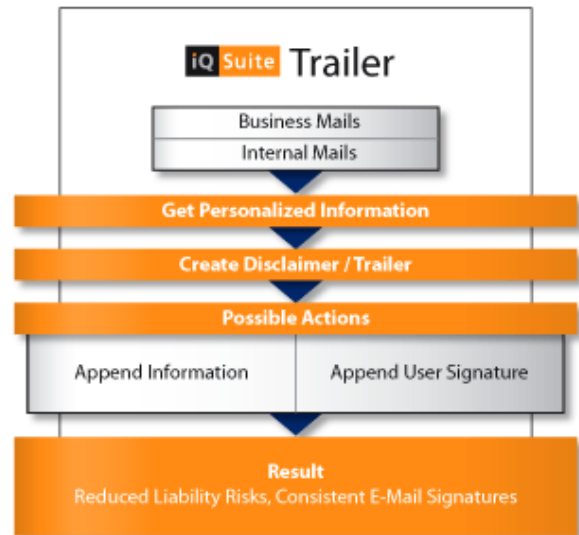 iQ Suite Trailer
Business Mails
Internal Mails
Get Personalized Information
Create Disclaimer / Trailer
Possible Actions
Append Information
Append User Signature
Result
Reduced Liability Risks, Consistent E-Mail Signatures